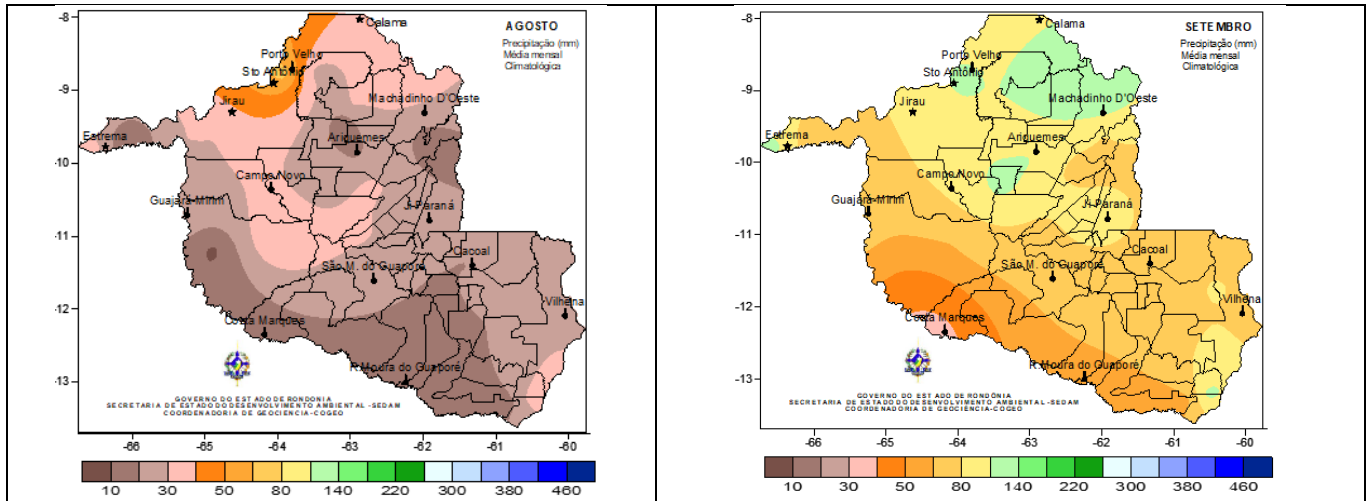 AGOSTO
Precipitação (mm)
Média mensal
Climatológica
-8
-9
-10
-11
-12
-13
Calama
Porto Velho
Sto Antônio
Jirau
Machadinho D'Oeste
Estrema
Ariquemes
Campo Novo
Guajará-Mirim
Ji Paraná
Cacoal
São M. do Guaporé
Vilhena
Costa Marques
R.Moura do Guaporé
GOVERNO DO ESTADO DE RONDÔNIA
SECRETARIA DE ESTADO DO DESENVOLVIMENTO AMBIENTAL -SEDAM
COORDENADORIA DE GEOCIÊNCIA-COGEO
-66 -65 -64 -63 -62 -61 -60
10 30 50 80 140 220 300 380 460
SETEMBRO
Precipitação (mm)
Média mensal
Climatológica
-8
-9
-10
-11
-12
-13
Calama
Porto Velho
Sto Antônio
Jirau
Machadinho D'Oeste
Estrema
Ariquemes
Campo Novo
Guajará-Mirim
Ji Paraná
Cacoal
São M. do Guaporé
Vilhena
Costa Marques
R.Moura do Guaporé
GOVERNO DO ESTADO DE RONDÔNIA
SECRETARIA DE ESTADO DO DESENVOLVIMENTO AMBIENTAL -SEDAM
COORDENADORIA DE GEOCIÊNCIA-COGEO
-66 -65 -64 -63 -62 -61 -60
10 30 50 80 140 220 300 380 460